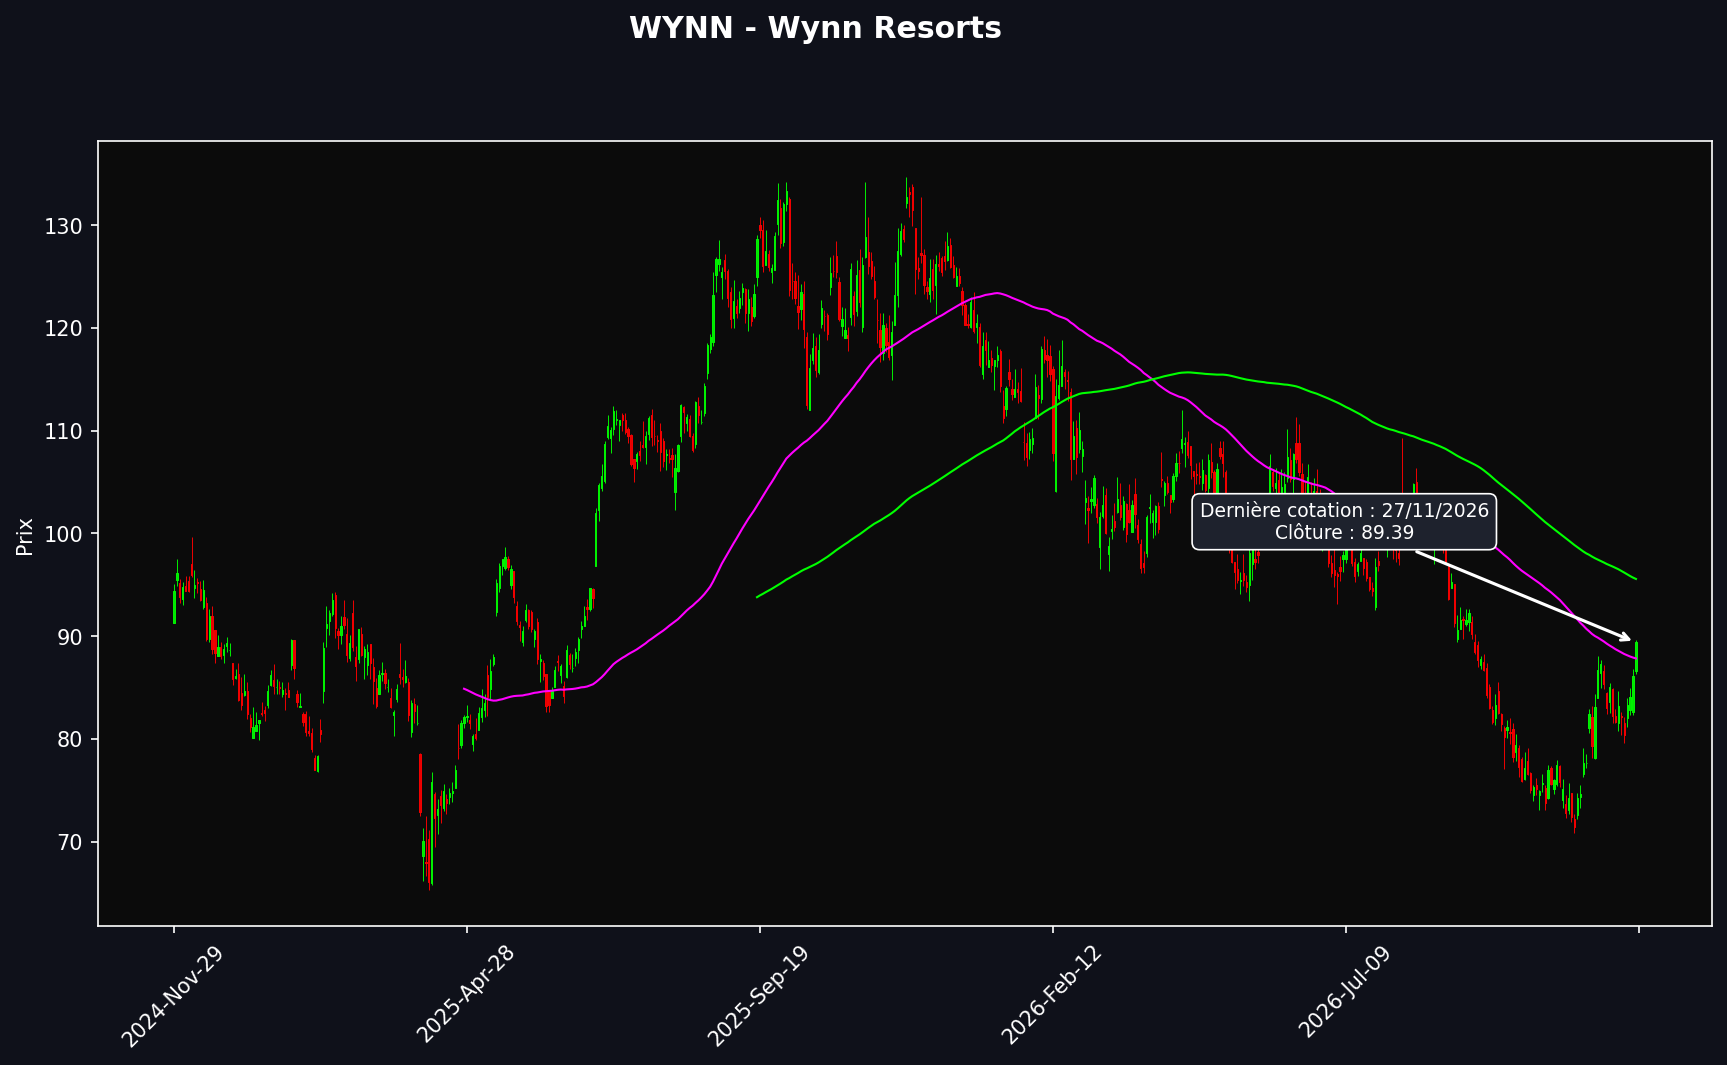 WYNN - Wynn Resorts
Prix
130
120
110
100
90
80
70
Dernière cotation : 27/11/2026
Clôture : 89.39
2024-Nov-29
2025-Apr-28
2025-Sep-19
2026-Feb-12
2026-Jul-09